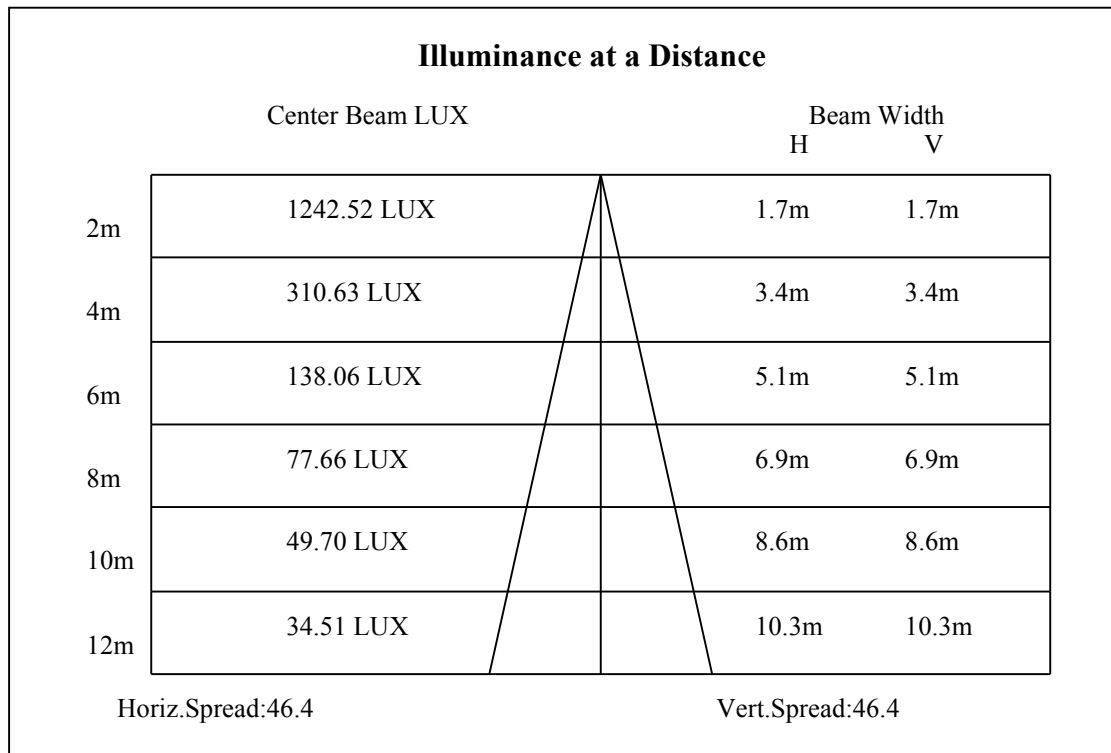 Illuminance at a Distance
Center Beam LUX Beam Width
H V
2m 1242.52 LUX 1.7m 1.7m
4m 310.63 LUX 3.4m 3.4m
6m 138.06 LUX 5.1m 5.1m
8m 77.66 LUX 6.9m 6.9m
10m 49.70 LUX 8.6m 8.6m
12m 34.51 LUX 10.3m 10.3m
Horiz.Spread:46.4 Vert.Spread:46.4